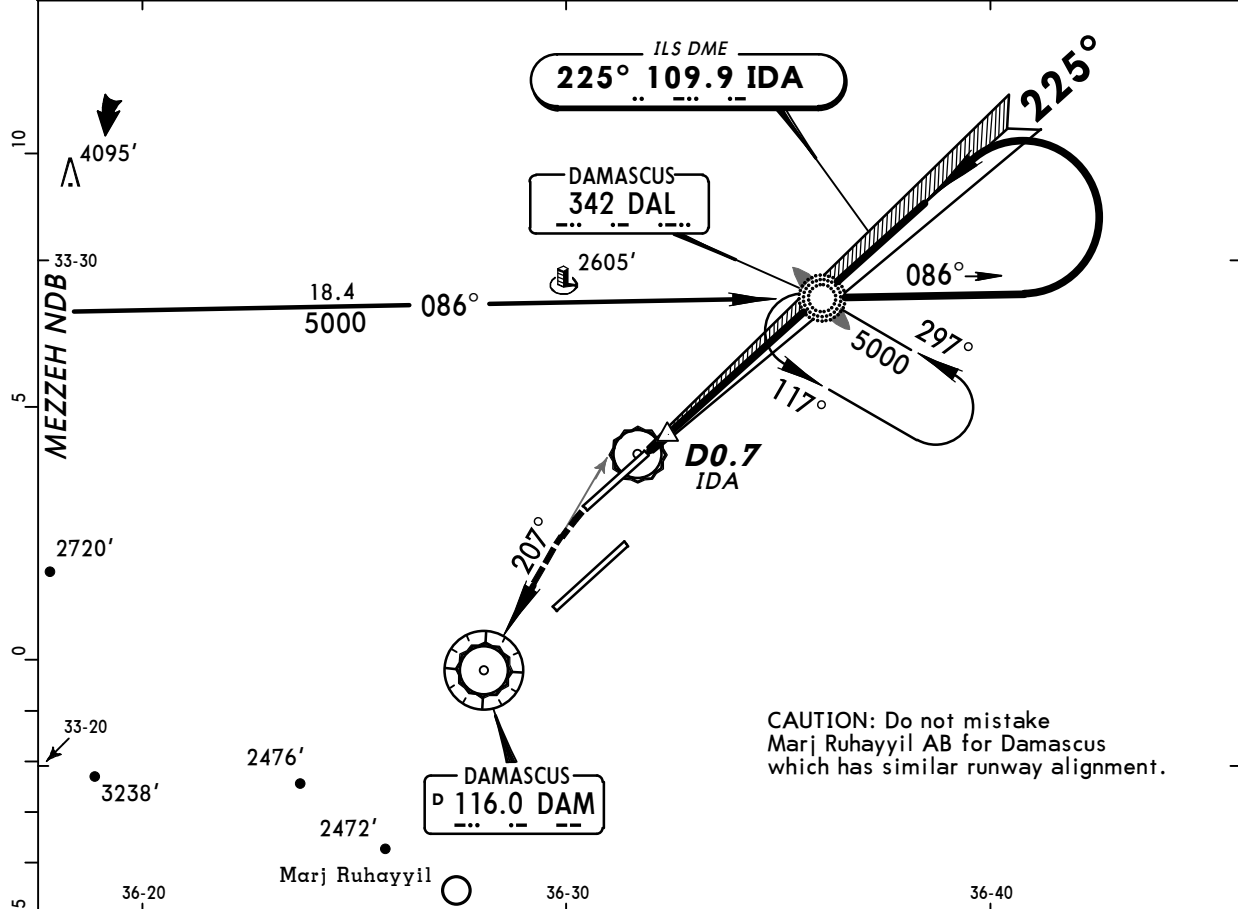 ILS DME
225° 109.9 IDA
225°
10
4095'
DAMASCUS
342 DAL
33-30
2605'
MEZZEH NDB
18.4
5000
086°
086°
297°
5000
117°
5
D0.7
IDA
207°
2720'
0
33-20
3238'
2476'
2472'
CAUTION: Do not mistake
Marj Ruhayyil AB for Damascus
which has similar runway alignment.
DAMASCUS
D 116.0 DAM
Marj Ruhayyil
5
36-20
36-30
36-40